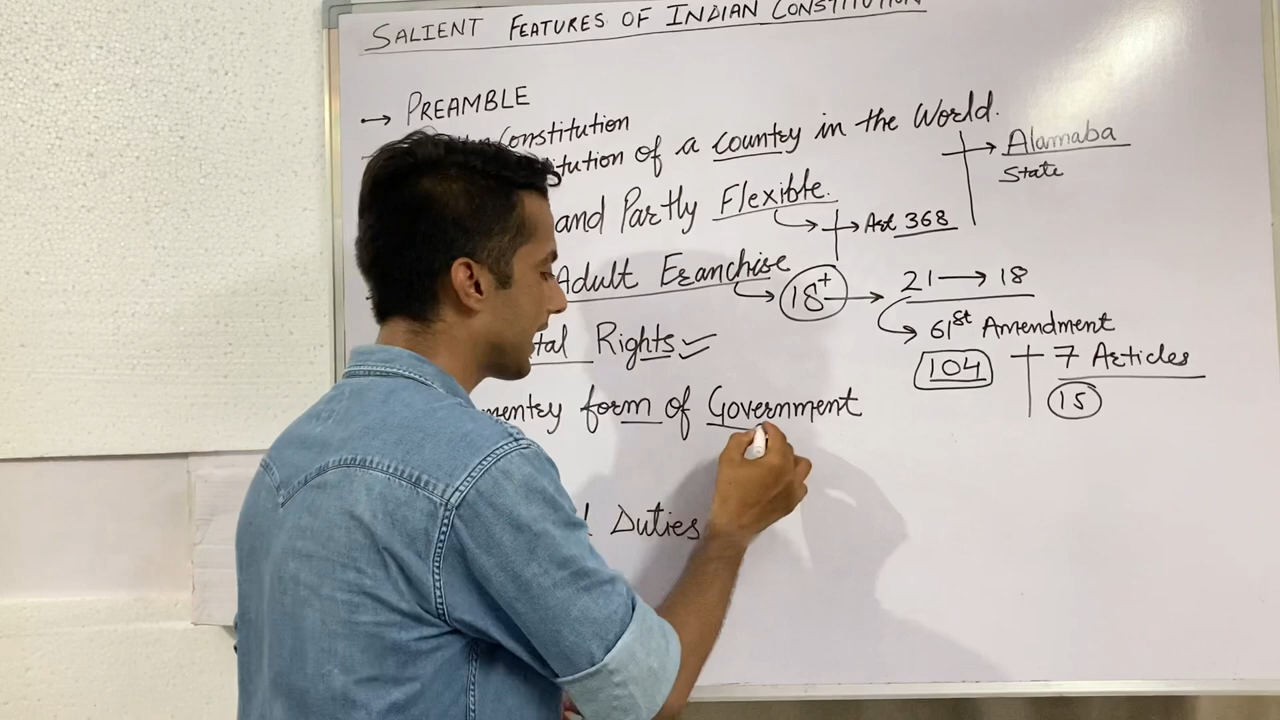 SALIENT FEATURES OF INDIAN CONSTITUTION
→ PREAMBLE
Constitution
of a country in the World.
→ Alamaba
State
and Partly Flexible.
→ Art 368
Adult Franchise
18+ → 21 → 18
61st Amendment
Rights
104
7 Articles
15
form of Government
Duties